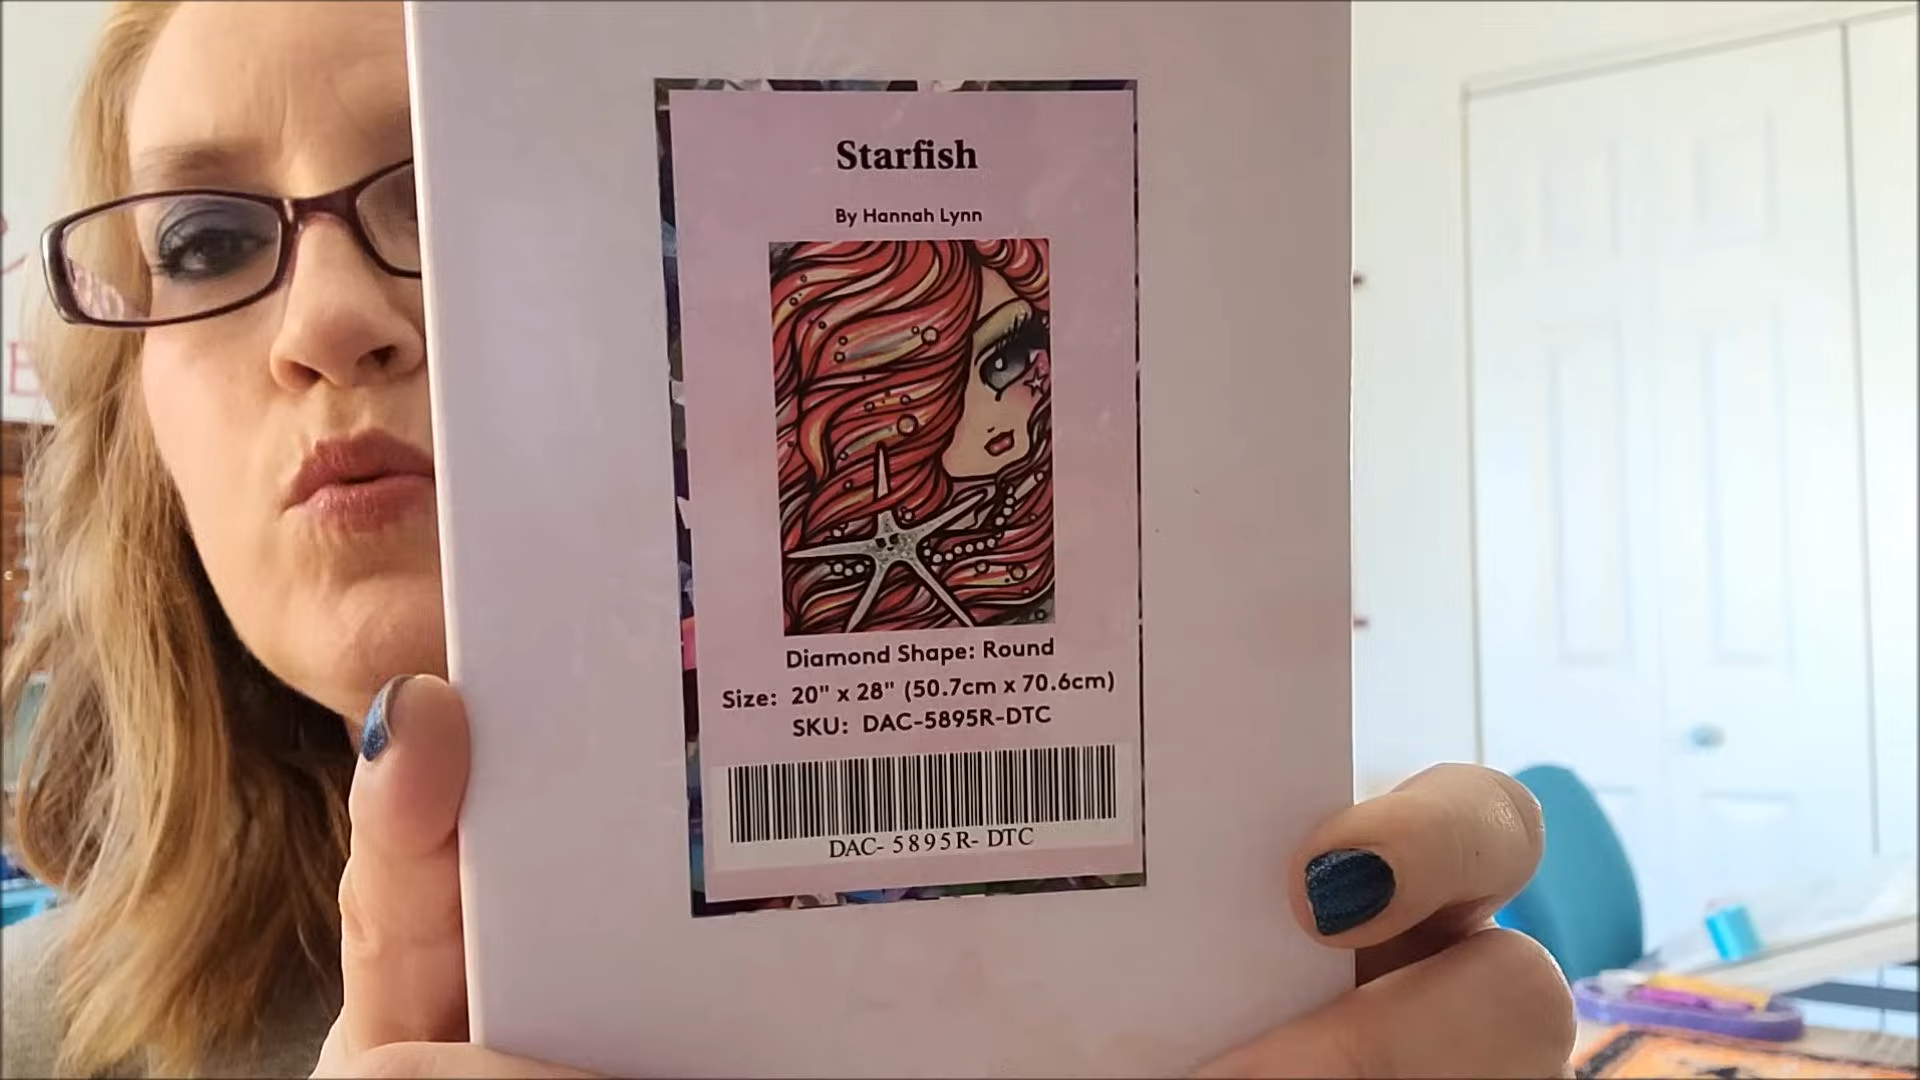 Starfish
By Hannah Lynn
Diamond Shape: Round
Size: 20" x 28" (50.7cm x 70.6cm)
SKU: DAC-5895R-DTC
DAC- 5895R- DTC